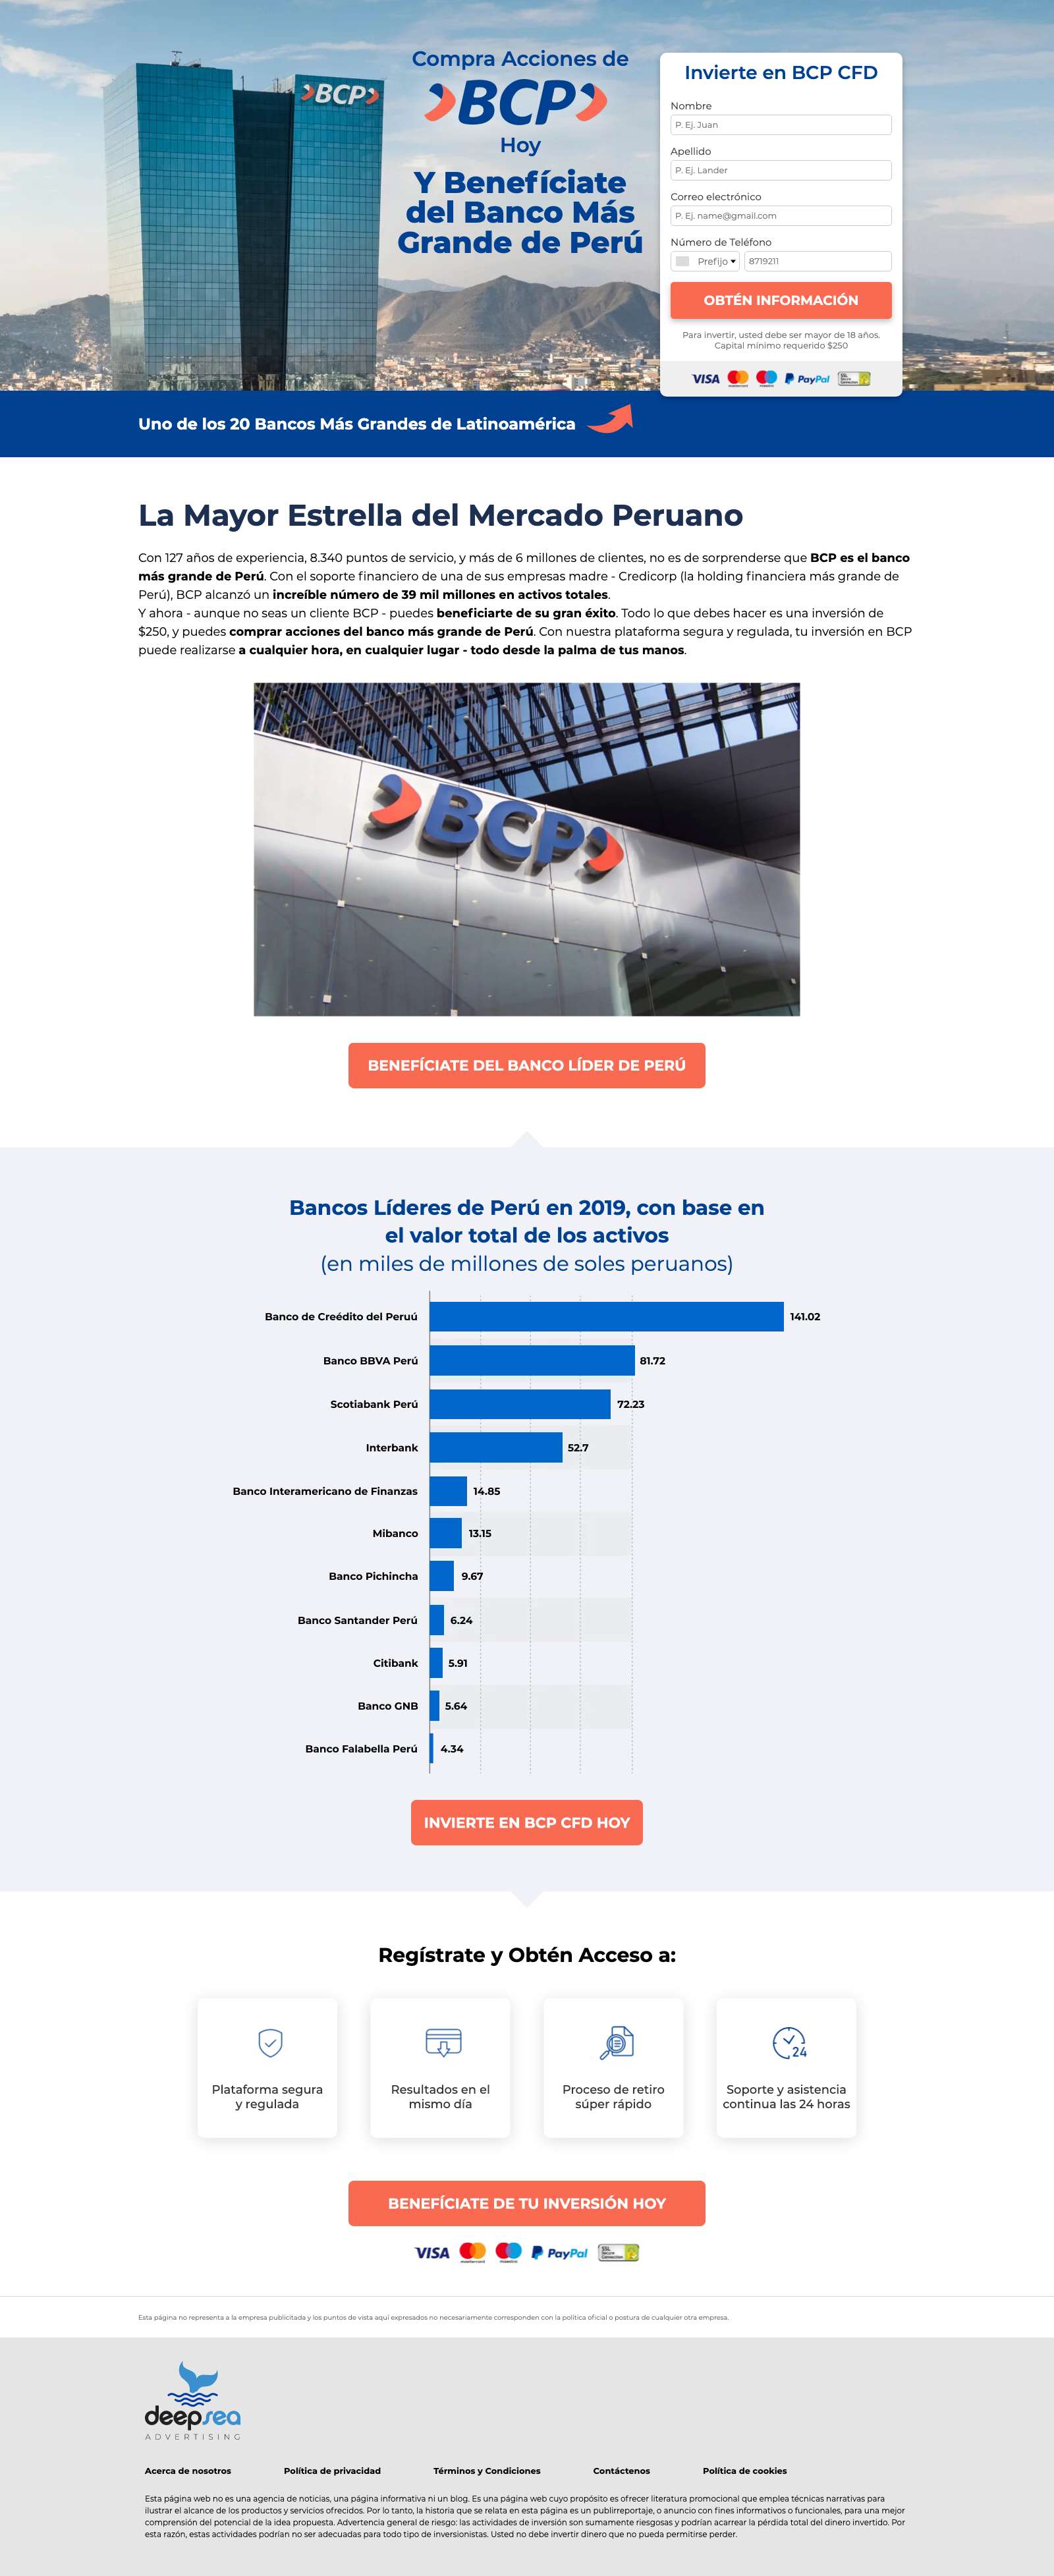 Compra Acciones de
BCP
Hoy
Y Benefíciate
del Banco Más
Grande de Perú
BCP
Invierte en BCP CFD
Nombre
P. Ej. Juan
Apellido
P. Ej. Lander
Correo electrónico
P. Ej. name@gmail.com
Número de Teléfono
Prefijo
8719211
OBTÉN INFORMACIÓN
Para invertir, usted debe ser mayor de 18 años.
Capital mínimo requerido $250
VISA mastercard maestro PayPal SSL Secure Connection
Uno de los 20 Bancos Más Grandes de Latinoamérica
La Mayor Estrella del Mercado Peruano
Con 127 años de experiencia, 8.340 puntos de servicio, y más de 6 millones de clientes, no es de sorprenderse que BCP es el banco
más grande de Perú. Con el soporte financiero de una de sus empresas madre - Credicorp (la holding financiera más grande de
Perú), BCP alcanzó un increíble número de 39 mil millones en activos totales.
Y ahora - aunque no seas un cliente BCP - puedes beneficiarte de su gran éxito. Todo lo que debes hacer es una inversión de
$250, y puedes comprar acciones del banco más grande de Perú. Con nuestra plataforma segura y regulada, tu inversión en BCP
puede realizarse a cualquier hora, en cualquier lugar - todo desde la palma de tus manos.
BCP
BENEFÍCIATE DEL BANCO LÍDER DE PERÚ
Bancos Líderes de Perú en 2019, con base en
el valor total de los activos
(en miles de millones de soles peruanos)
Banco de Creédito del Peruú 141.02
Banco BBVA Perú 81.72
Scotiabank Perú 72.23
Interbank 52.7
Banco Interamericano de Finanzas 14.85
Mibanco 13.15
Banco Pichincha 9.67
Banco Santander Perú 6.24
Citibank 5.91
Banco GNB 5.64
Banco Falabella Perú 4.34
INVIERTE EN BCP CFD HOY
Regístrate y Obtén Acceso a:
24
Plataforma segura
y regulada
Resultados en el
mismo día
Proceso de retiro
súper rápido
Soporte y asistencia
continua las 24 horas
BENEFÍCIATE DE TU INVERSIÓN HOY
VISA mastercard maestro PayPal SSL Secure Connection
Esta página no representa a la empresa publicitada y los puntos de vista aquí expresados no necesariamente corresponden con la política oficial o postura de cualquier otra empresa.
deepsea
ADVERTISING
Acerca de nosotros Política de privacidad Términos y Condiciones Contáctenos Política de cookies
Esta página web no es una agencia de noticias, una página informativa ni un blog. Es una página web cuyo propósito es ofrecer literatura promocional que emplea técnicas narrativas para
ilustrar el alcance de los productos y servicios ofrecidos. Por lo tanto, la historia que se relata en esta página es un publirreportaje, o anuncio con fines informativos o funcionales, para una mejor
comprensión del potencial de la idea propuesta. Advertencia general de riesgo: las actividades de inversión son sumamente riesgosas y podrían acarrear la pérdida total del dinero invertido. Por
esta razón, estas actividades podrían no ser adecuadas para todo tipo de inversionistas. Usted no debe invertir dinero que no pueda permitirse perder.